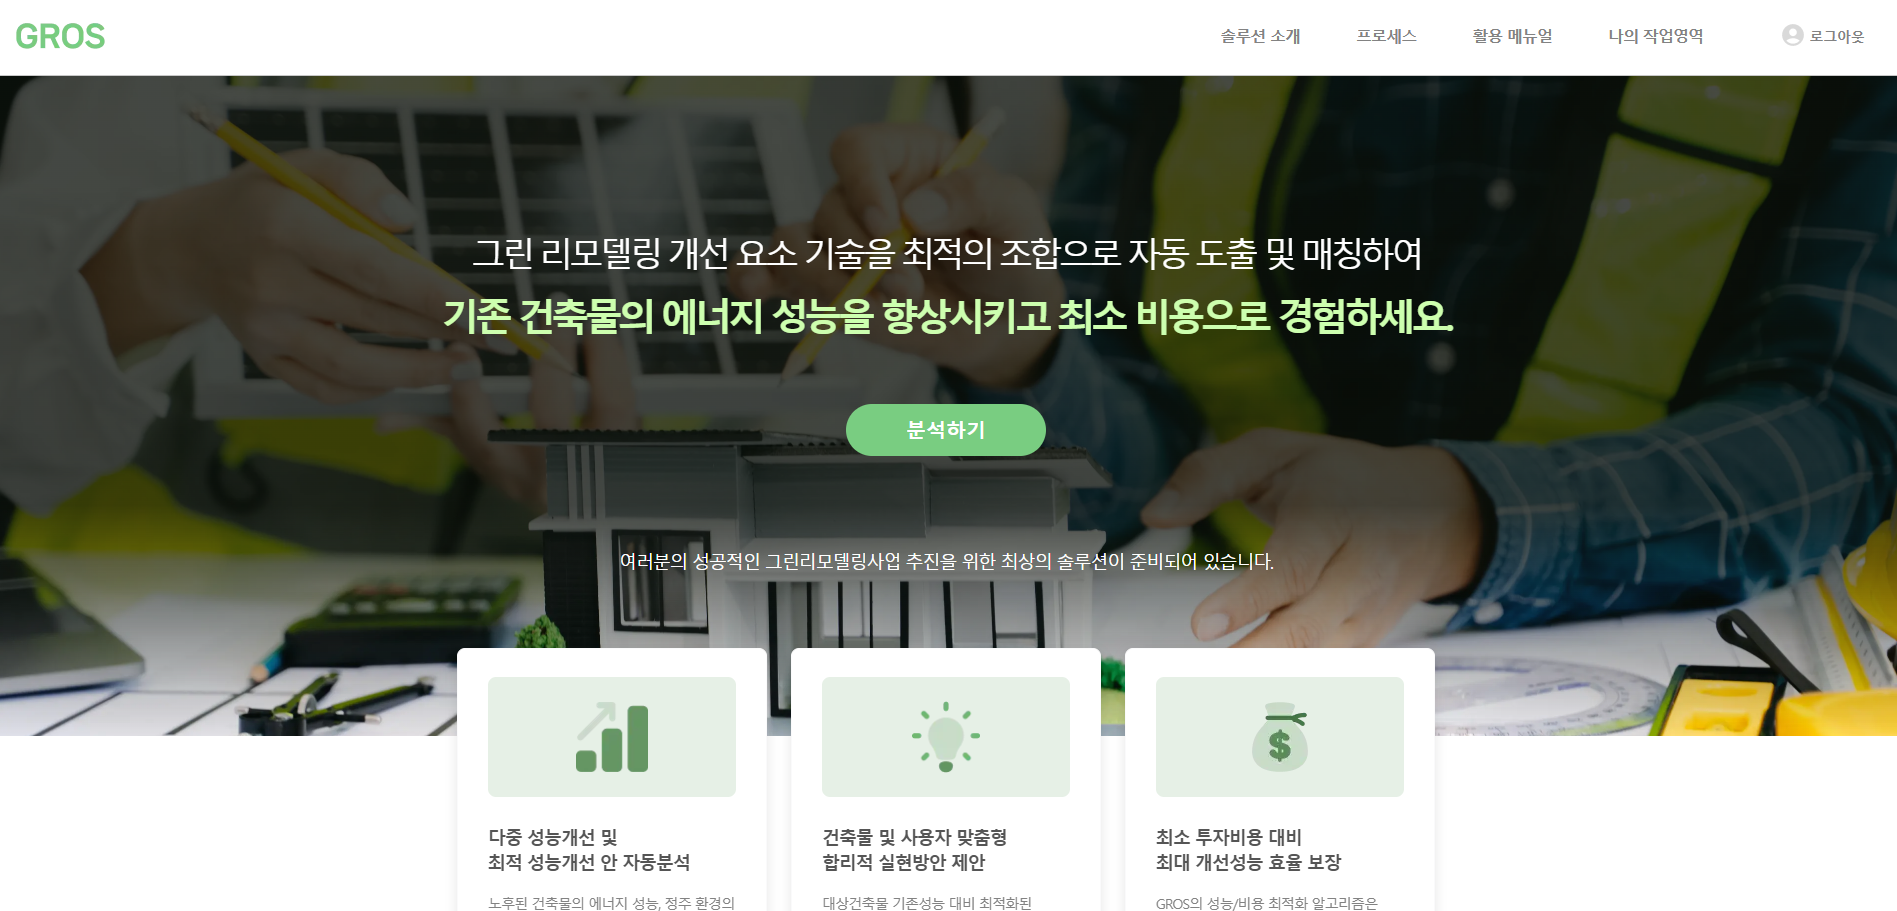 GROS
솔루션 소개
프로세스
활용 메뉴얼
나의 작업영역
로그아웃
그린 리모델링 개선 요소 기술을 최적의 조합으로 자동 도출 및 매칭하여
기존 건축물의 에너지 성능을 향상시키고 최소 비용으로 경험하세요.
분석하기
여러분의 성공적인 그린리모델링사업 추진을 위한 최상의 솔루션이 준비되어 있습니다.
다중 성능개선 및
최적 성능개선 안 자동분석
노후된 건축물의 에너지 성능, 정주 환경의
건축물 및 사용자 맞춤형
합리적 실현방안 제안
대상건축물 기존성능 대비 최적화된
$
최소 투자비용 대비
최대 개선성능 효율 보장
GROS의 성능/비용 최적화 알고리즘은